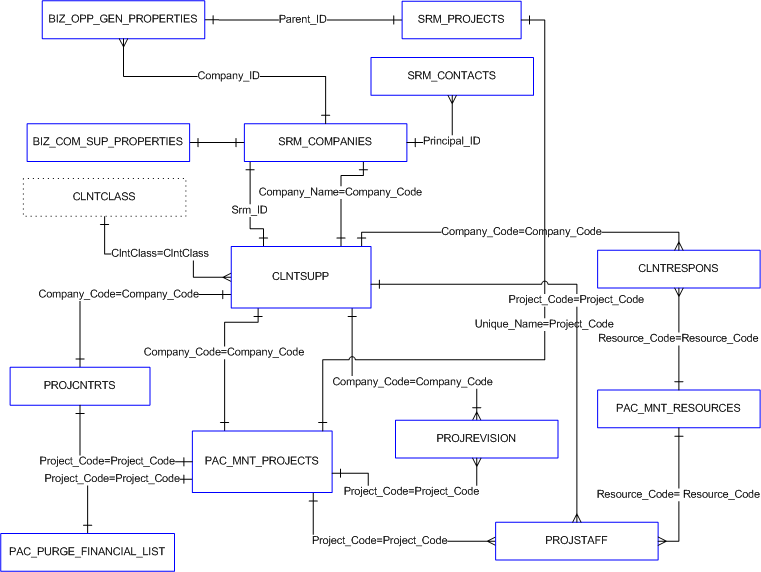 BIZ_OPP_GEN_PROPERTIES
Parent_ID
SRM_PROJECTS
Company_ID
SRM_CONTACTS
BIZ_COM_SUP_PROPERTIES
SRM_COMPANIES
Principal_ID
CLNTCLASS
Company_Name=Company_Code
Srm_ID
Company_Code=Company_Code
ClntClass=ClntClass
CLNTSUPP
CLNTRESPONS
Company_Code=Company_Code
Project_Code=Project_Code
Unique_Name=Project_Code
Resource_Code=Resource_Code
Company_Code=Company_Code
Company_Code=Company_Code
PROJCNTRTS
PAC_MNT_RESOURCES
PROJREVISION
Project_Code=Project_Code
PAC_MNT_PROJECTS
Project_Code=Project_Code
Project_Code=Project_Code
Resource_Code= Resource_Code
Project_Code=Project_Code
PROJSTAFF
PAC_PURGE_FINANCIAL_LIST